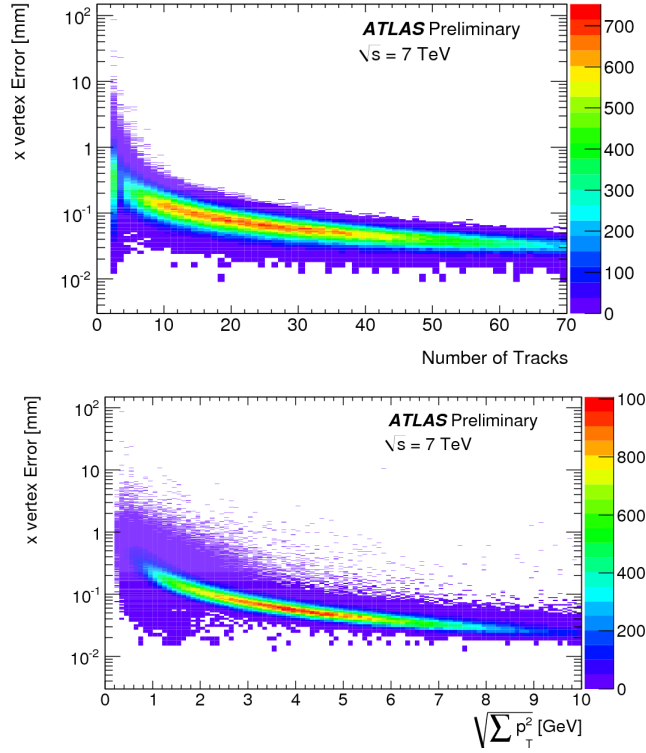 x vertex Error [mm]
10²
10
1
10⁻¹
10⁻²
ATLAS Preliminary
√s = 7 TeV
700
600
500
400
300
200
100
0
0 10 20 30 40 50 60 70
Number of Tracks
x vertex Error [mm]
10²
10
1
10⁻¹
10⁻²
ATLAS Preliminary
√s = 7 TeV
100
800
600
400
200
0
0 1 2 3 4 5 6 7 8 9 10
√∑ p_T² [GeV]